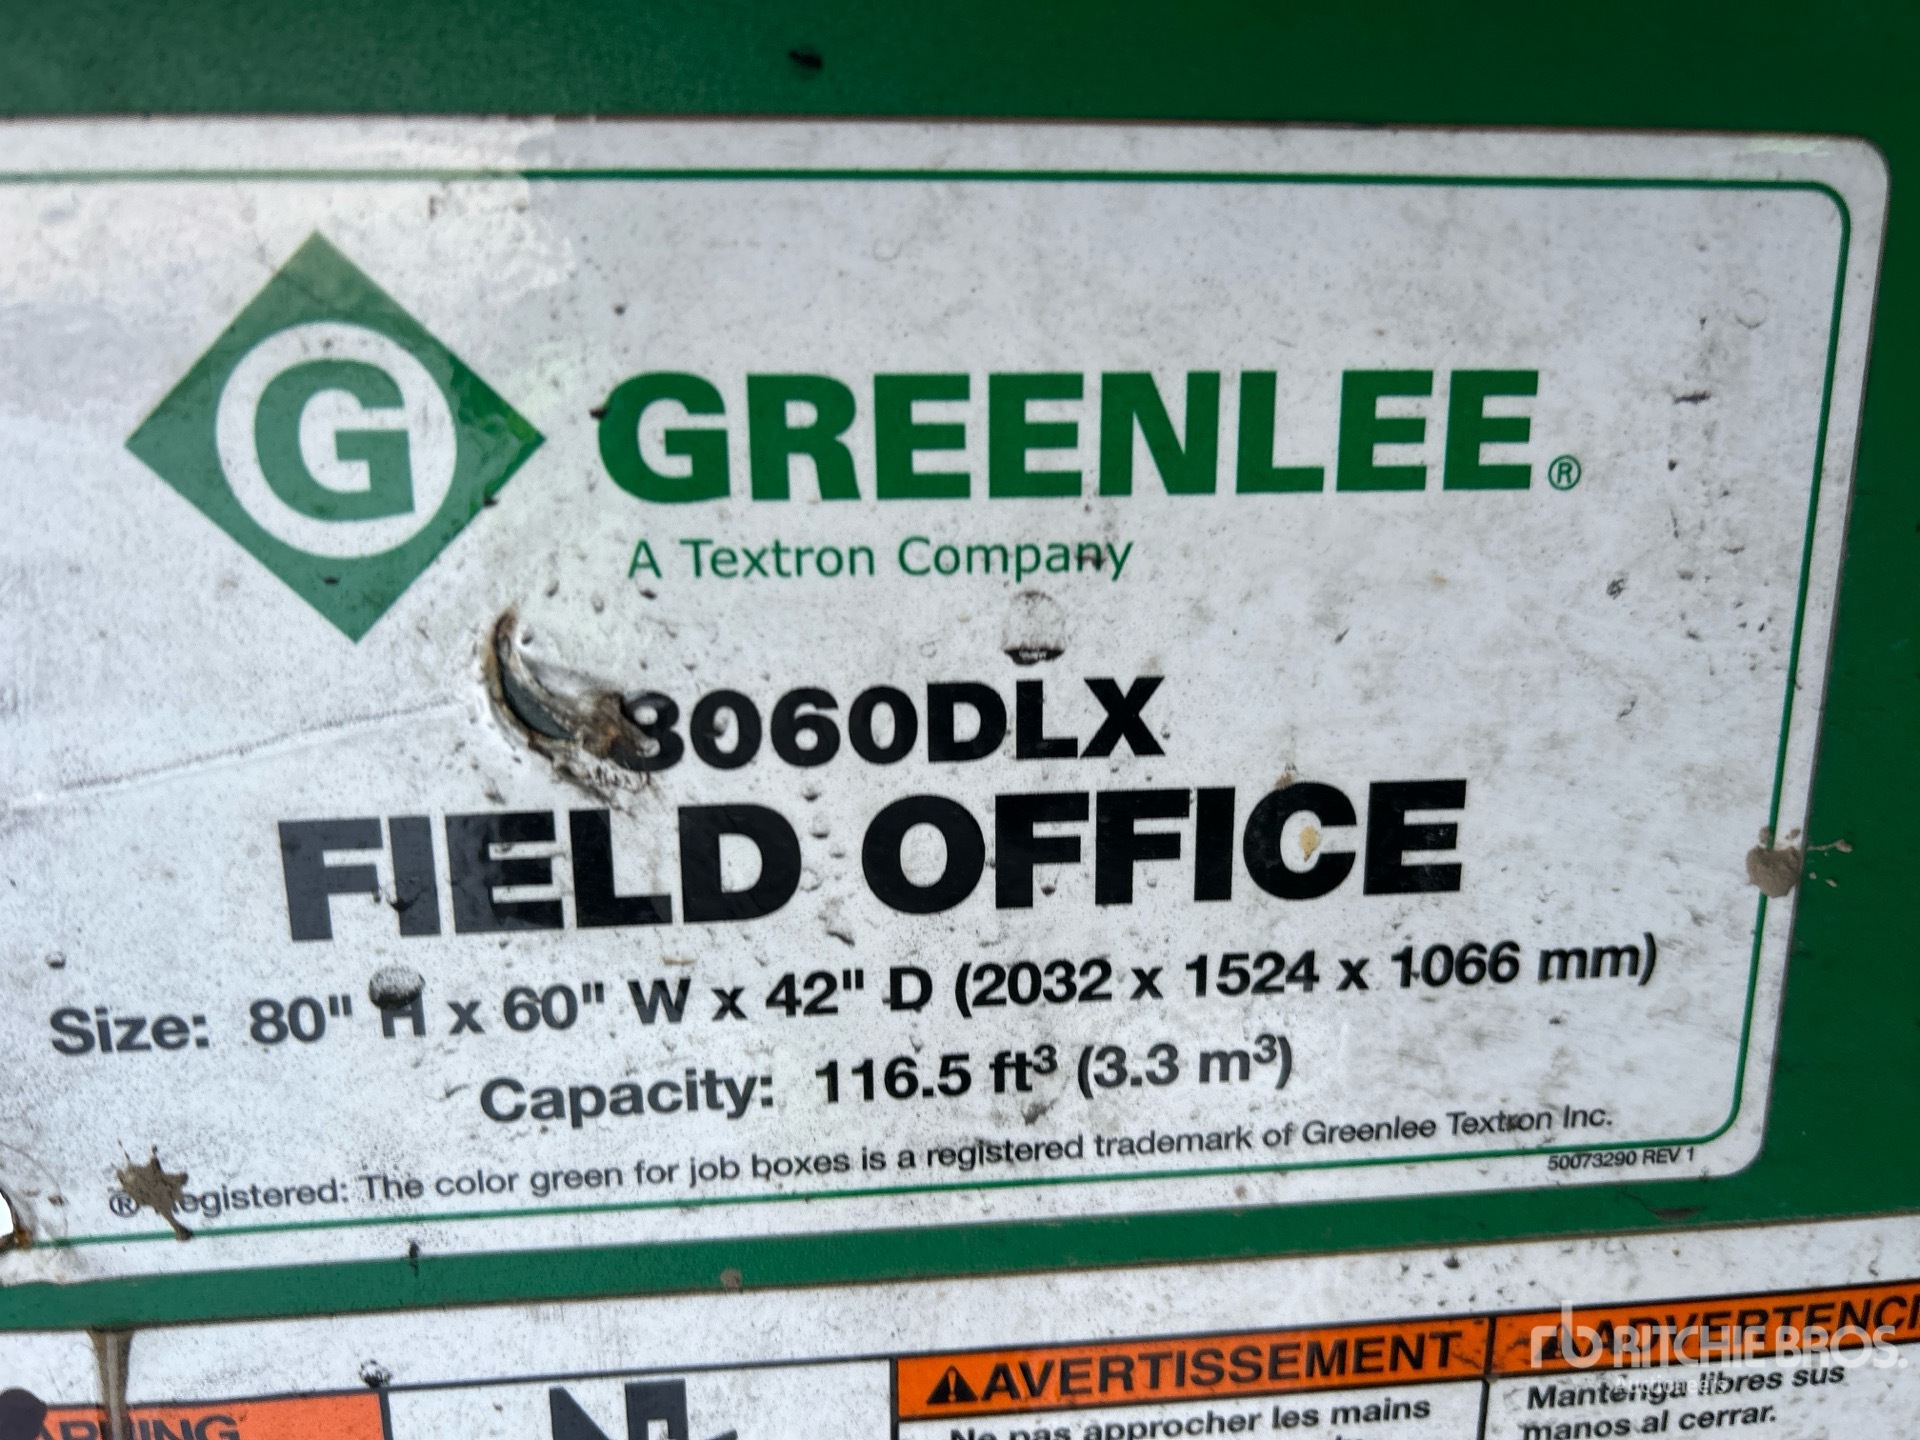 G GREENLEE®
A Textron Company
8060DLX
FIELD OFFICE
Size: 80" H x 60" W x 42" D (2032 x 1524 x 1066 mm)
Capacity: 116.5 ft³ (3.3 m³)
® Registered: The color green for job boxes is a registered trademark of Greenlee Textron Inc.
50073290 REV 1
AVERTISSEMENT
Ne pas approcher les mains
Mantenga libres sus
manos al cerrar.
rb RITCHIE BROS.